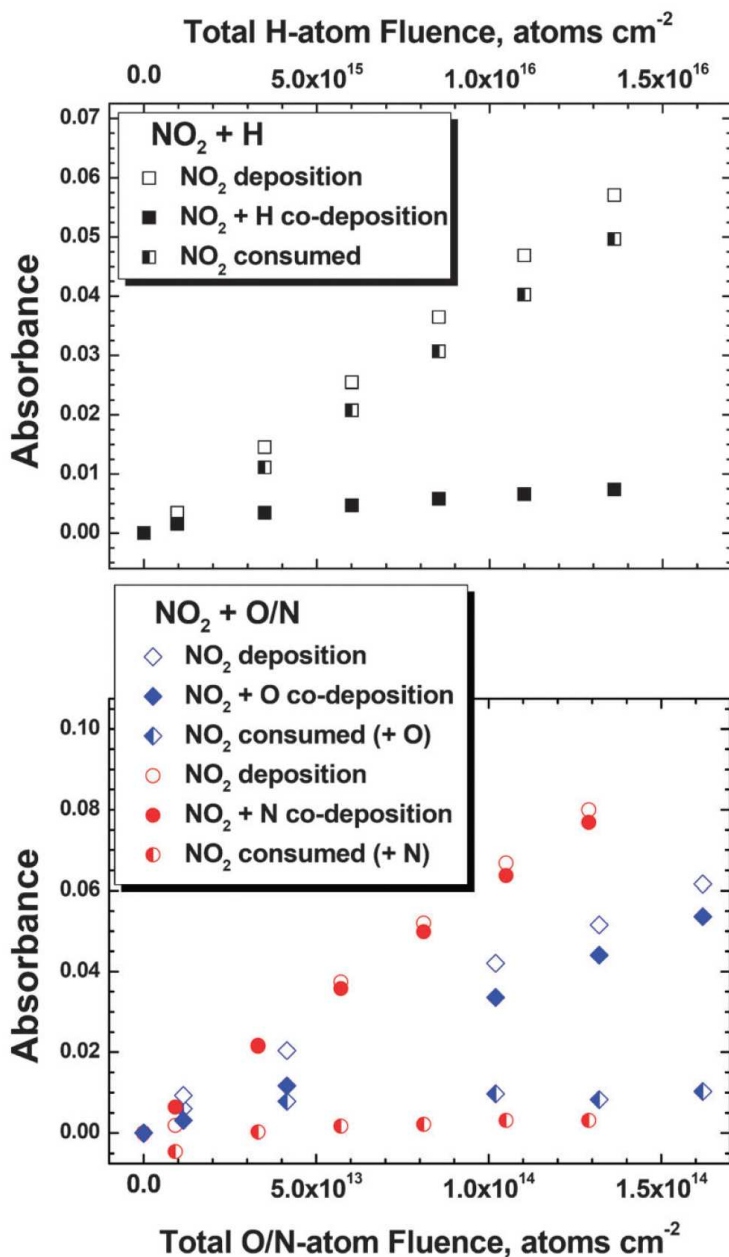 Total H-atom Fluence, atoms cm⁻²
0.0 5.0x10¹⁵ 1.0x10¹⁶ 1.5x10¹⁶
0.07
0.06
0.05
0.04
0.03
0.02
0.01
0.00
Absorbance
NO₂ + H
NO₂ deposition
NO₂ + H co-deposition
NO₂ consumed
NO₂ + O/N
NO₂ deposition
NO₂ + O co-deposition
NO₂ consumed (+ O)
NO₂ deposition
NO₂ + N co-deposition
NO₂ consumed (+ N)
0.10
0.08
0.06
0.04
0.02
0.00
Absorbance
0.0 5.0x10¹³ 1.0x10¹⁴ 1.5x10¹⁴
Total O/N-atom Fluence, atoms cm⁻²